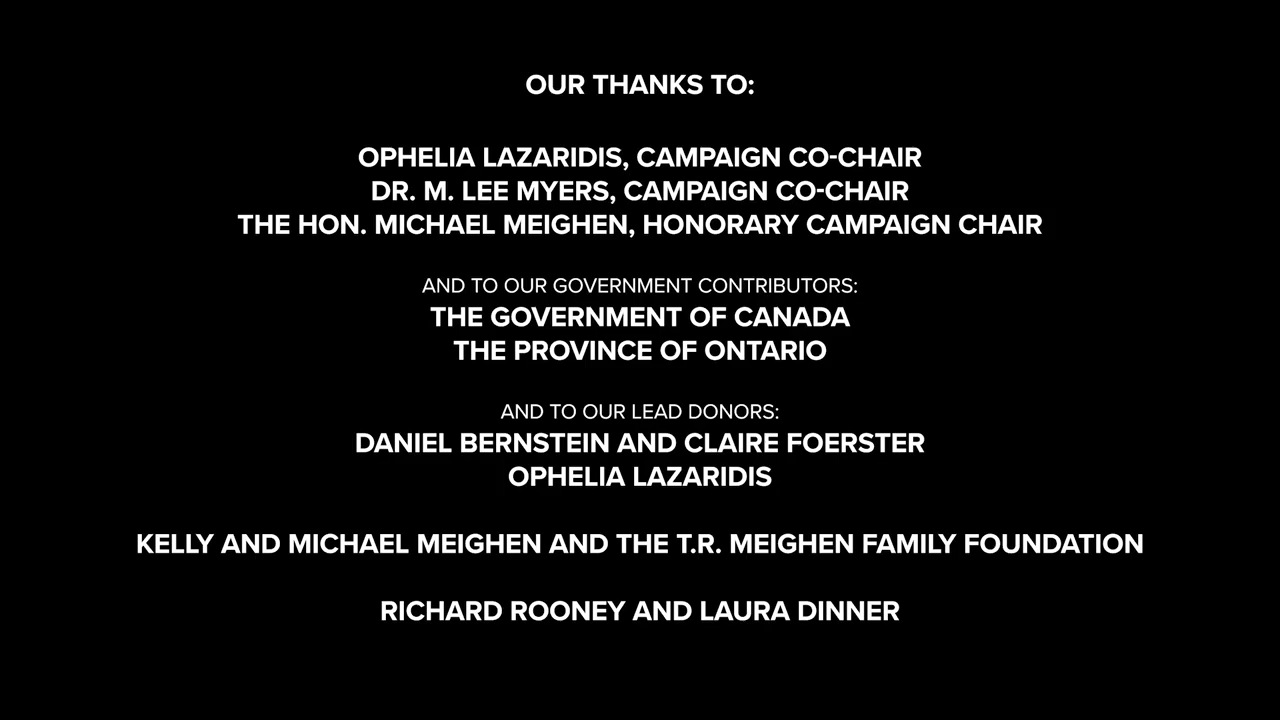 OUR THANKS TO:
OPHELIA LAZARIDIS, CAMPAIGN CO-CHAIR
DR. M. LEE MYERS, CAMPAIGN CO-CHAIR
THE HON. MICHAEL MEIGHEN, HONORARY CAMPAIGN CHAIR
AND TO OUR GOVERNMENT CONTRIBUTORS:
THE GOVERNMENT OF CANADA
THE PROVINCE OF ONTARIO
AND TO OUR LEAD DONORS:
DANIEL BERNSTEIN AND CLAIRE FOERSTER
OPHELIA LAZARIDIS
KELLY AND MICHAEL MEIGHEN AND THE T.R. MEIGHEN FAMILY FOUNDATION
RICHARD ROONEY AND LAURA DINNER